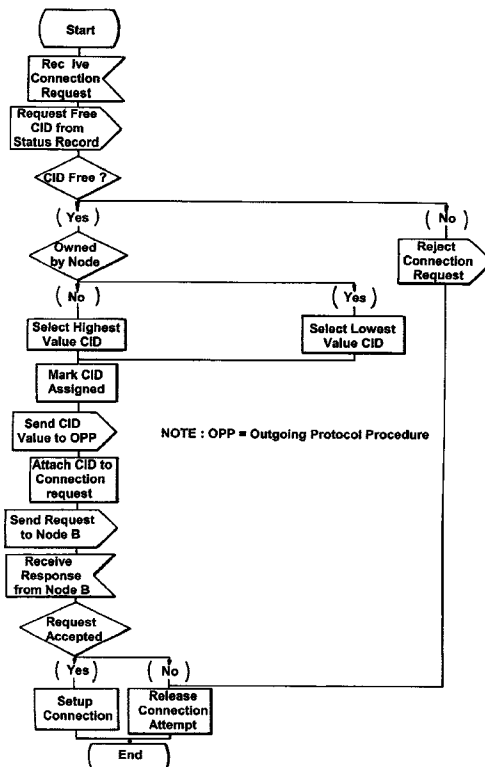 Start
Rec ive
Connection
Request
Request Free
CID from
Status Record
CID Free ?
( Yes )
( No )
Owned
by Node
Reject
Connection
Request
( No )
( Yes )
Select Highest
Value CID
Select Lowest
Value CID
Mark CID
Assigned
Send CID
Value to OPP
NOTE : OPP = Outgoing Protocol Procedure
Attach CID to
Connection
request
Send Request
to Node B
Receive
Response
from Node B
Request
Accepted
( Yes )
( No )
Setup
Connection
Release
Connection
Attempt
End